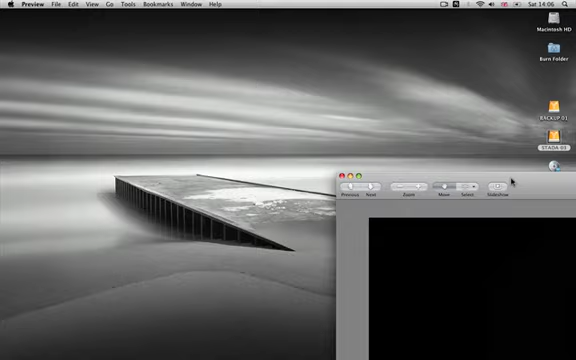 Preview File Edit View Go Tools Bookmarks Window Help
Sat 14:06
Macintosh HD
Burn Folder
BACKUP 01
Previous Next Zoom Move Select Slideshow